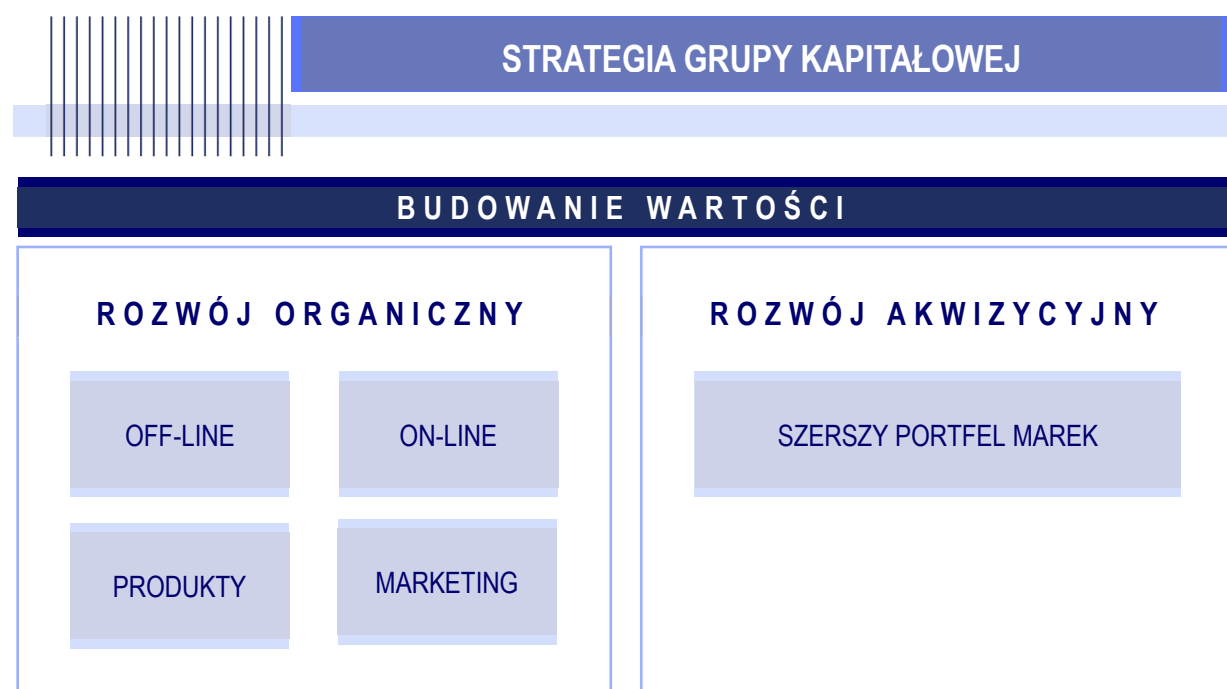 STRATEGIA GRUPY KAPITAŁOWEJ
BUDOWANIE WARTOŚCI
ROZWÓJ ORGANICZNY
ROZWÓJ AKWIZYCYJNY
OFF-LINE
ON-LINE
SZERSZY PORTFEL MAREK
PRODUKTY
MARKETING